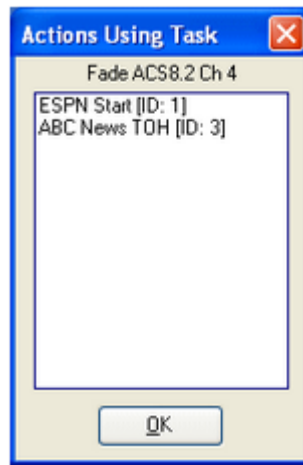 Actions Using Task
Fade ACS8.2 Ch 4
ESPN Start [ID: 1]
ABC News TOH [ID: 3]
OK